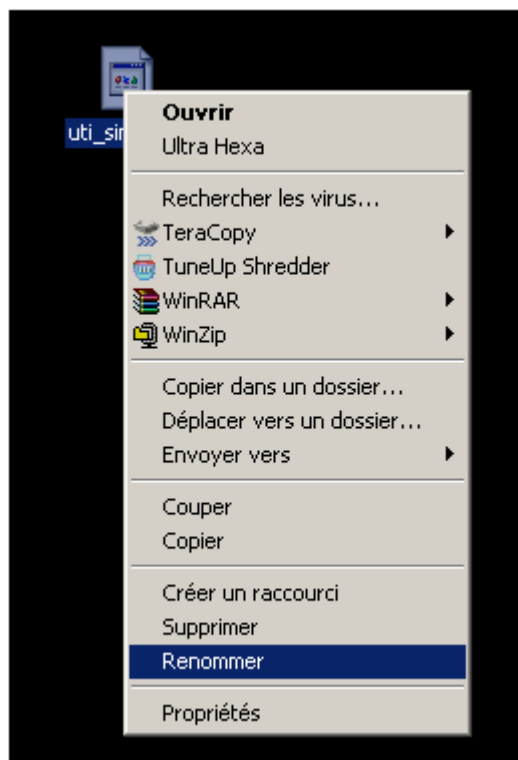 Ouvrir
Ultra Hexa
Rechercher les virus...
TeraCopy
TuneUp Shredder
WinRAR
WinZip
Copier dans un dossier...
Déplacer vers un dossier...
Envoyer vers
Couper
Copier
Créer un raccourci
Supprimer
Renommer
Propriétés